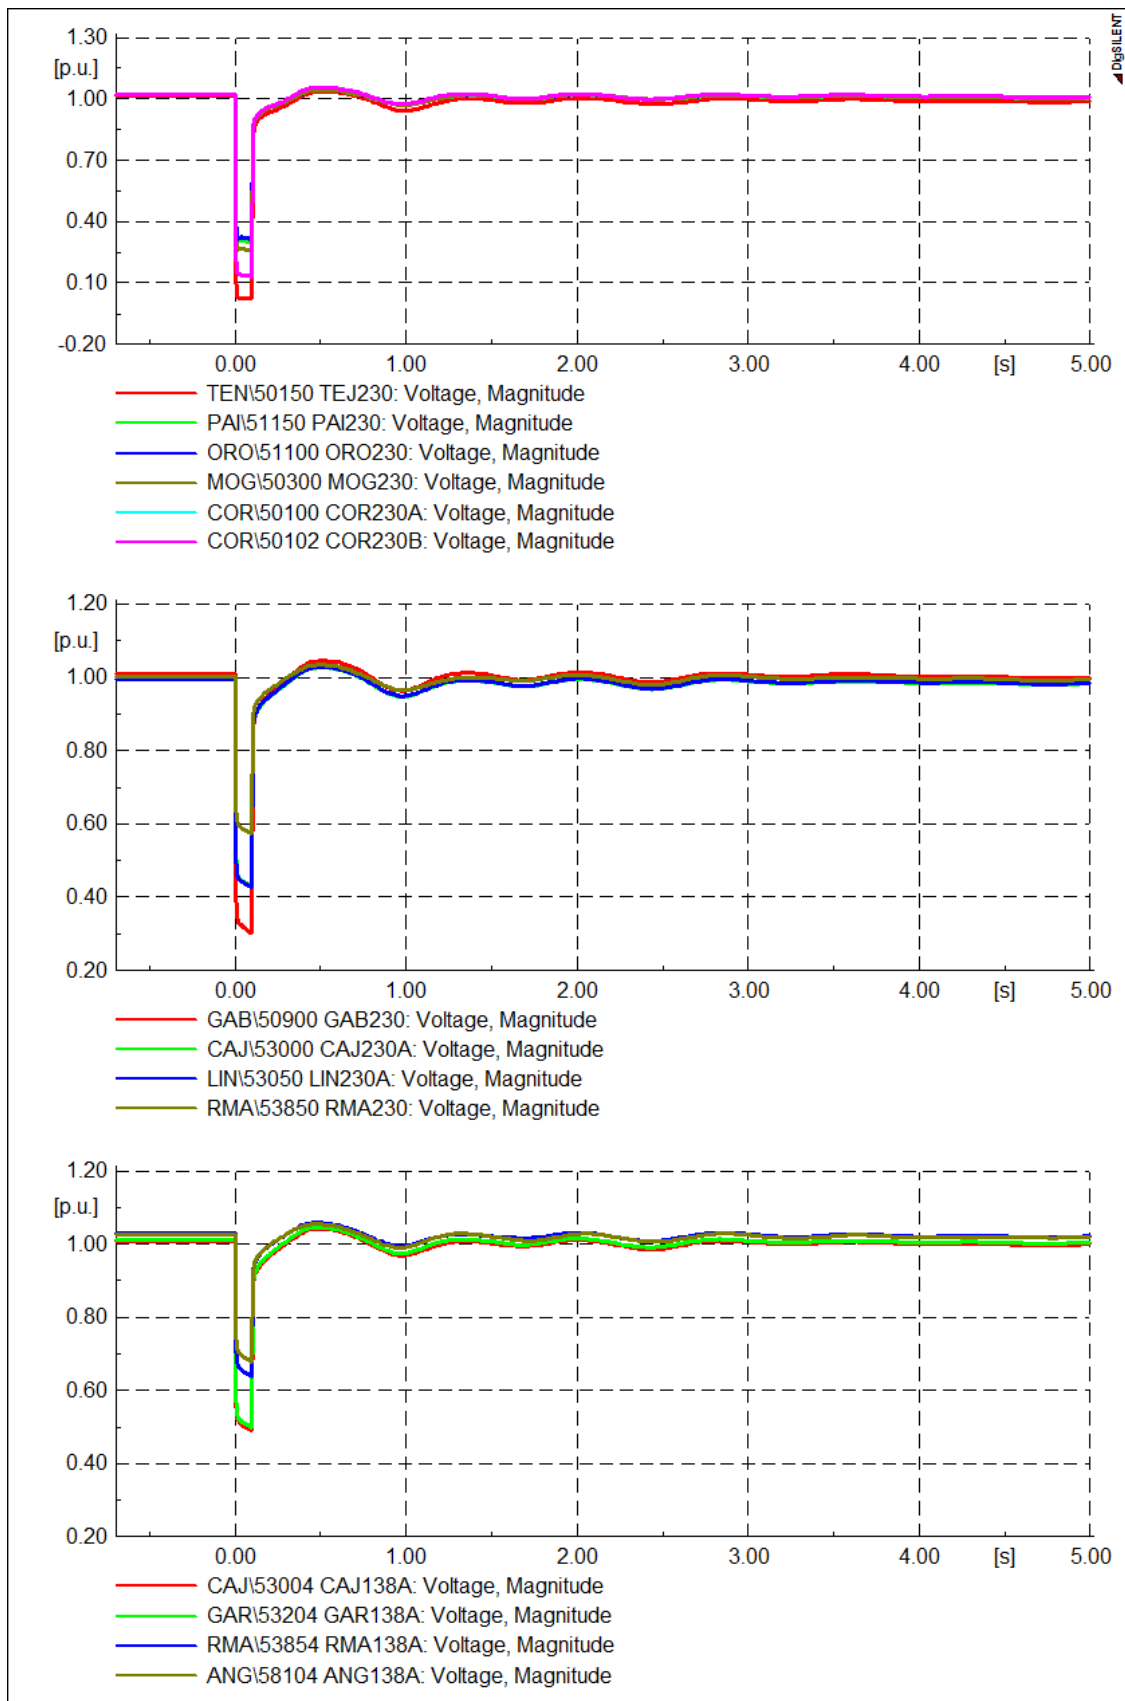 DIgSILENT
1.30
[p.u.]
1.00
0.70
0.40
0.10
-0.20
0.00 1.00 2.00 3.00 4.00 [s] 5.00
TEN\50150 TEJ230: Voltage, Magnitude
PAI\51150 PAI230: Voltage, Magnitude
ORO\51100 ORO230: Voltage, Magnitude
MOG\50300 MOG230: Voltage, Magnitude
COR\50100 COR230A: Voltage, Magnitude
COR\50102 COR230B: Voltage, Magnitude
1.20
[p.u.]
1.00
0.80
0.60
0.40
0.20
0.00 1.00 2.00 3.00 4.00 [s] 5.00
GAB\50900 GAB230: Voltage, Magnitude
CAJ\53000 CAJ230A: Voltage, Magnitude
LIN\53050 LIN230A: Voltage, Magnitude
RMA\53850 RMA230: Voltage, Magnitude
1.20
[p.u.]
1.00
0.80
0.60
0.40
0.20
0.00 1.00 2.00 3.00 4.00 [s] 5.00
CAJ\53004 CAJ138A: Voltage, Magnitude
GAR\53204 GAR138A: Voltage, Magnitude
RMA\53854 RMA138A: Voltage, Magnitude
ANG\58104 ANG138A: Voltage, Magnitude